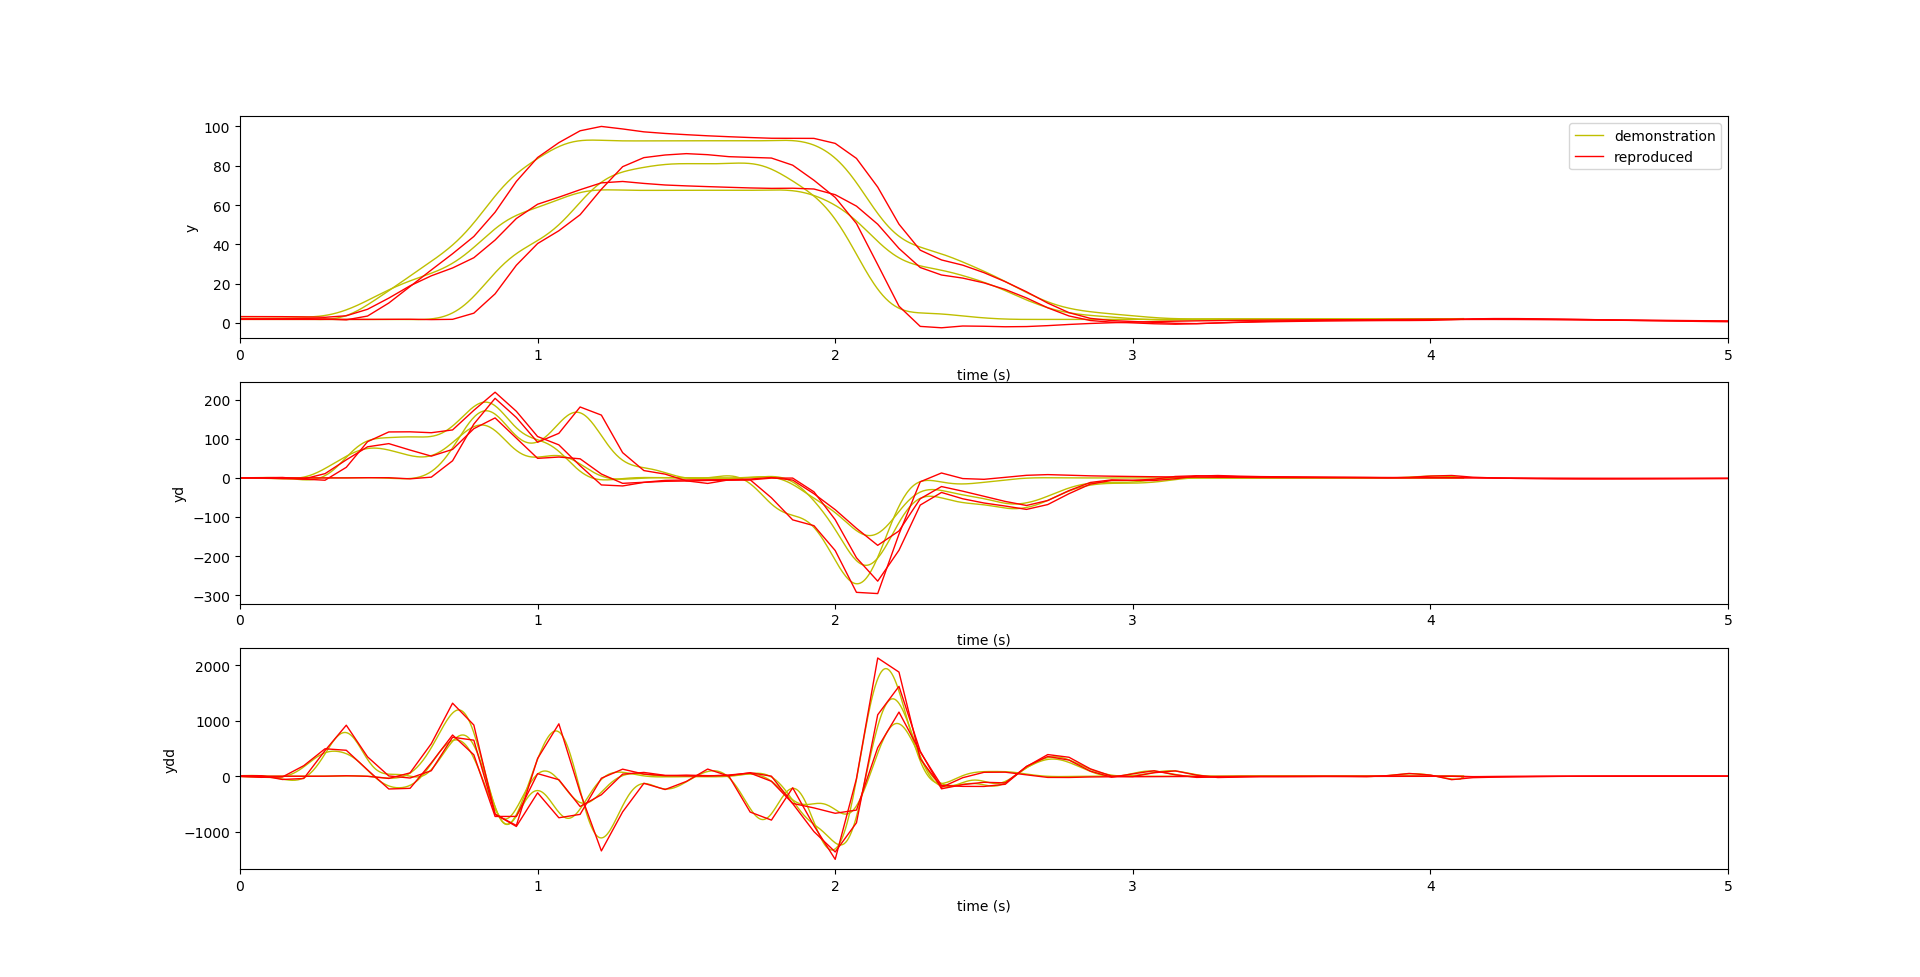 100
80
60
40
20
0
y
demonstration
reproduced
0 1 2 3 4 5
time (s)
200
100
0
−100
−200
−300
yd
0 1 2 3 4 5
time (s)
2000
1000
0
−1000
ydd
0 1 2 3 4 5
time (s)